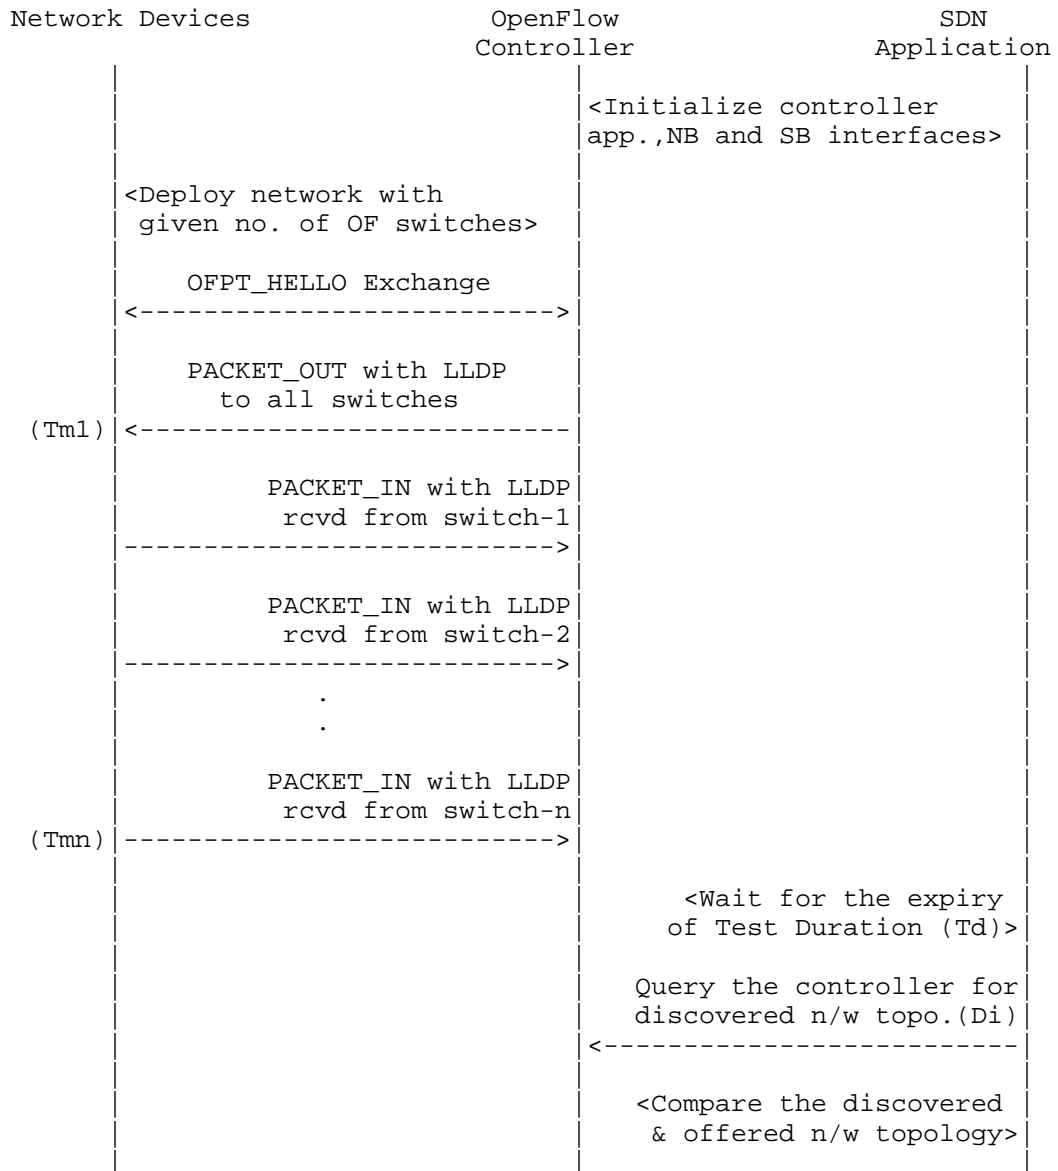 Network Devices OpenFlow SDN
Controller Application
<Initialize controller
app.,NB and SB interfaces>
<Deploy network with
given no. of OF switches>
OFPT_HELLO Exchange
<-------------------------->
PACKET_OUT with LLDP
to all switches
(Tm1) <---------------------------
PACKET_IN with LLDP
rcvd from switch-1
--------------------------->
PACKET_IN with LLDP
rcvd from switch-2
--------------------------->
.
.
PACKET_IN with LLDP
rcvd from switch-n
(Tmn) --------------------------->
<Wait for the expiry
of Test Duration (Td)>
Query the controller for
discovered n/w topo.(Di)
<--------------------------
<Compare the discovered
& offered n/w topology>